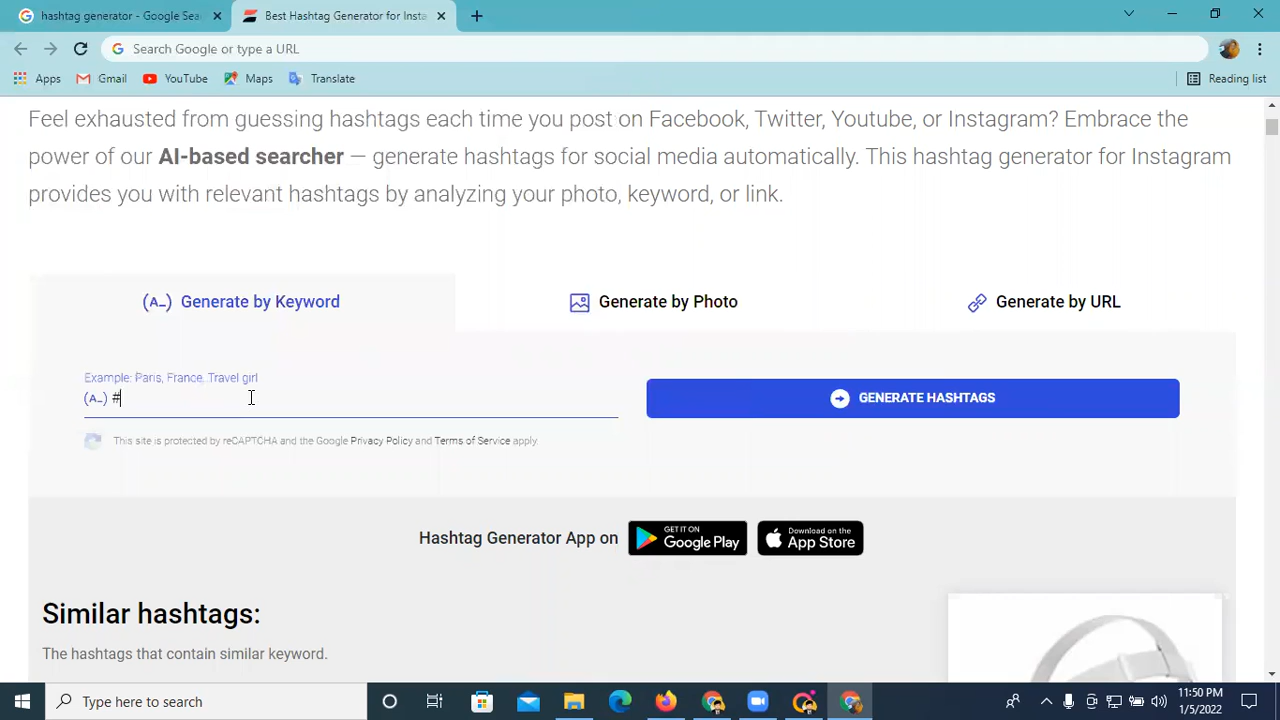 hashtag generator - Google Sea
Best Hashtag Generator for Insta
Search Google or type a URL
Apps
Gmail
YouTube
Maps
Translate
Reading list
Feel exhausted from guessing hashtags each time you post on Facebook, Twitter, Youtube, or Instagram? Embrace the
power of our AI-based searcher — generate hashtags for social media automatically. This hashtag generator for Instagram
provides you with relevant hashtags by analyzing your photo, keyword, or link.
(A_) Generate by Keyword
Generate by Photo
Generate by URL
Example: Paris, France, Travel girl
(A_) #
GENERATE HASHTAGS
This site is protected by reCAPTCHA and the Google Privacy Policy and Terms of Service apply.
Hashtag Generator App on
GET IT ON
Google Play
Download on the
App Store
Similar hashtags:
The hashtags that contain similar keyword.
Type here to search
11:50 PM
1/5/2022